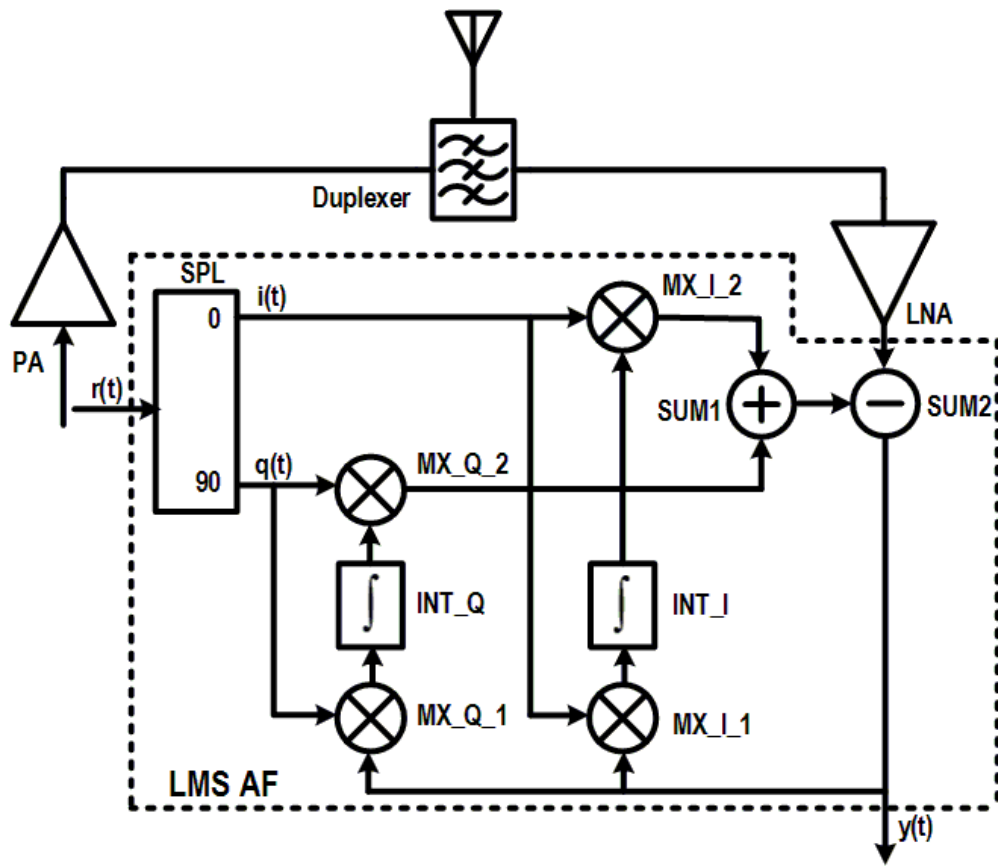 Duplexer
SPL
i(t)
0
MX_I_2
LNA
PA
r(t)
SUM1
SUM2
q(t)
90
MX_Q_2
INT_Q
INT_I
MX_Q_1
MX_I_1
LMS AF
y(t)